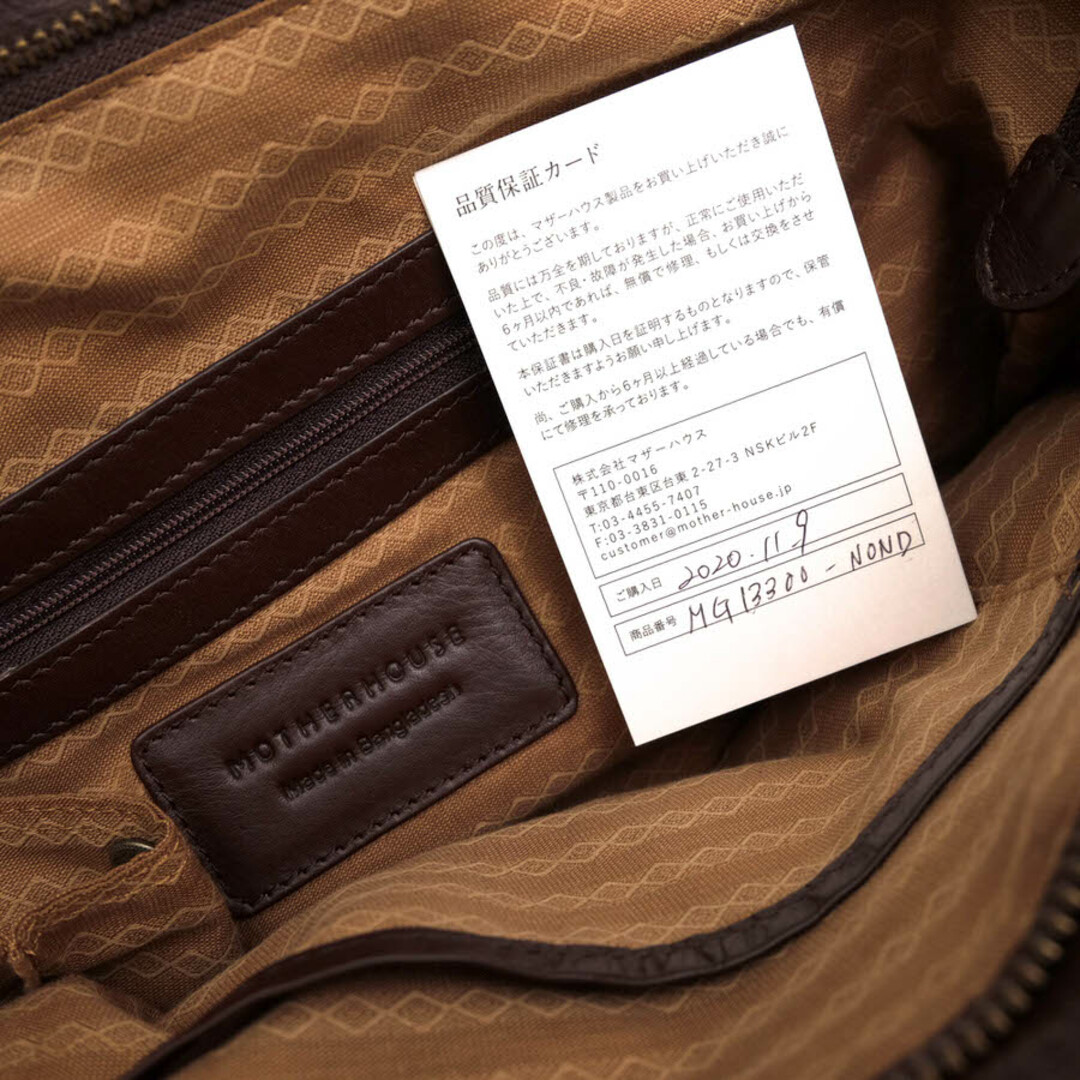 品質保証カード
この度は、マザーハウス製品をお買い上げいただき誠に
ありがとうございます。
品質には万全を期しておりますが、正常にご使用いただ
いた上で、不良・故障が発生した場合、お買い上げから
6ヶ月以内であれば、無償で修理、もしくは交換をさせ
ていただきます。
本保証書は購入日を証明するものとなりますので、保管
いただきますようお願い申し上げます。
尚、ご購入から6ヶ月以上経過している場合でも、有償
にて修理を承っております。
株式会社マザーハウス
〒110-0016
東京都台東区台東 2-27-3 NSKビル2F
T:03-4455-7407
F:03-3831-0115
customer@mother-house.jp
ご購入日 2020.11.9
商品番号 MG13300-NOND
MOTHERHOUSE
Made in Bangladesh